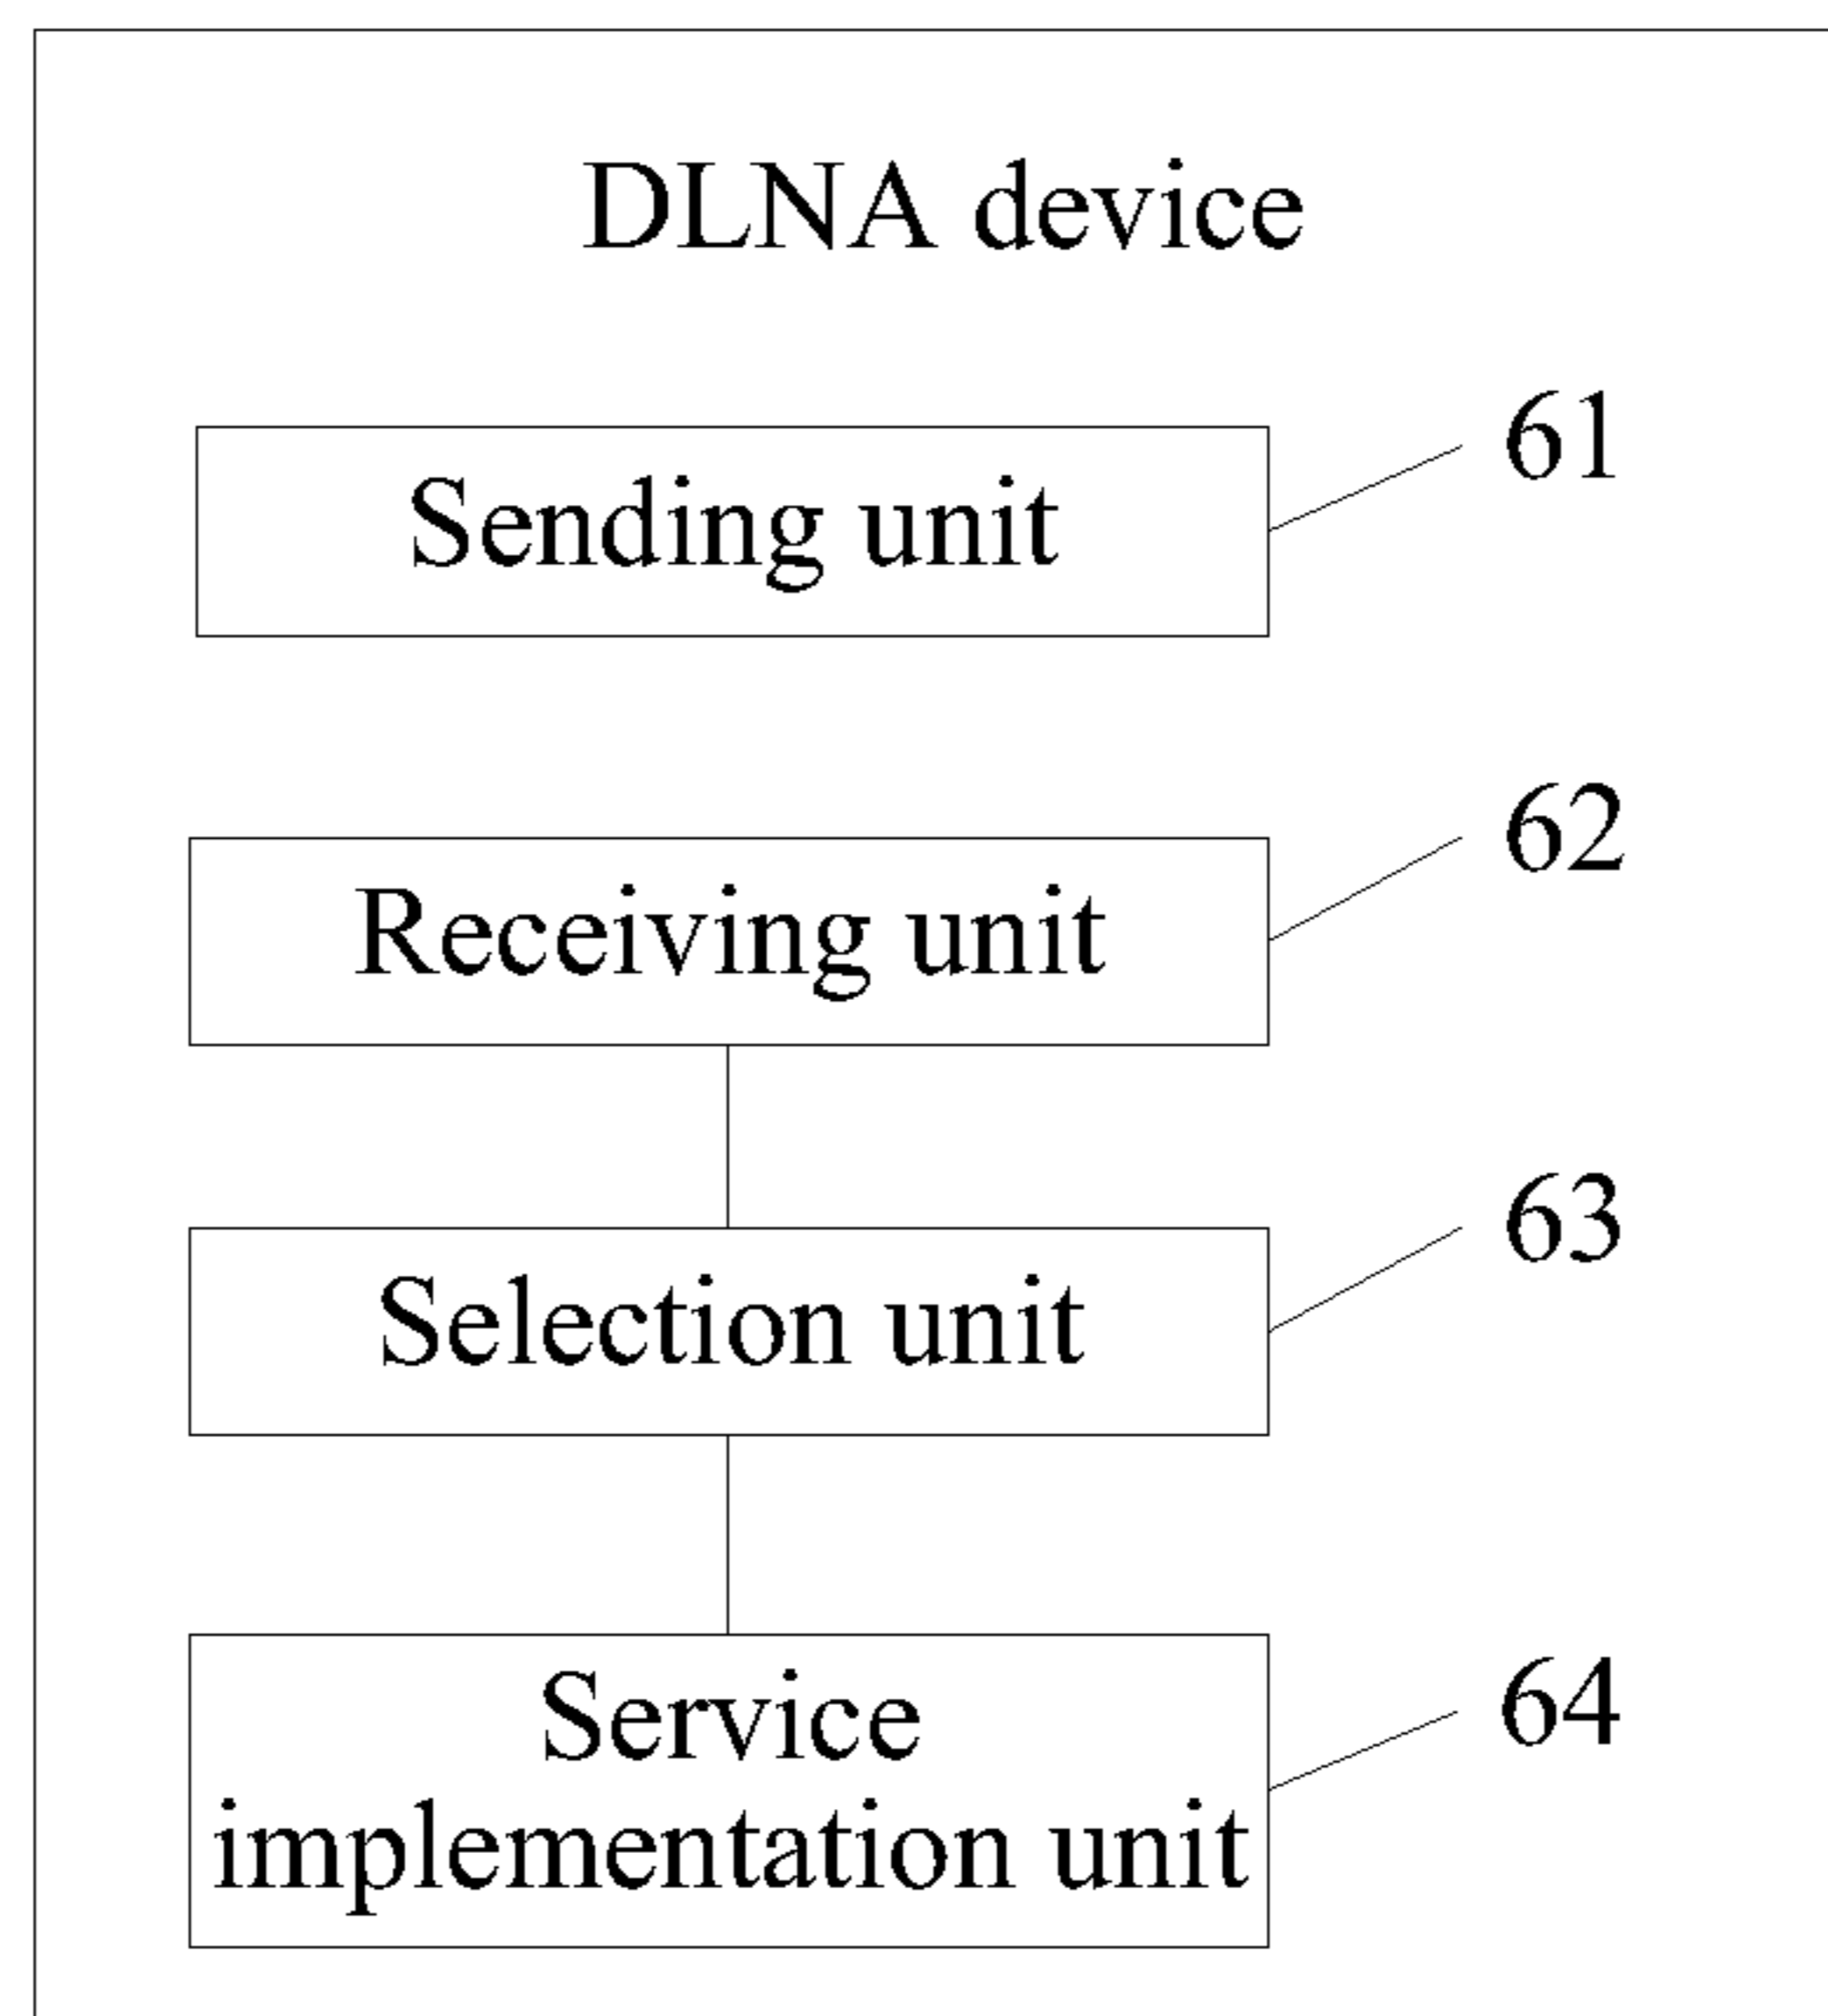 DLNA device
Sending unit
61
Receiving unit
62
Selection unit
63
Service
implementation unit
64